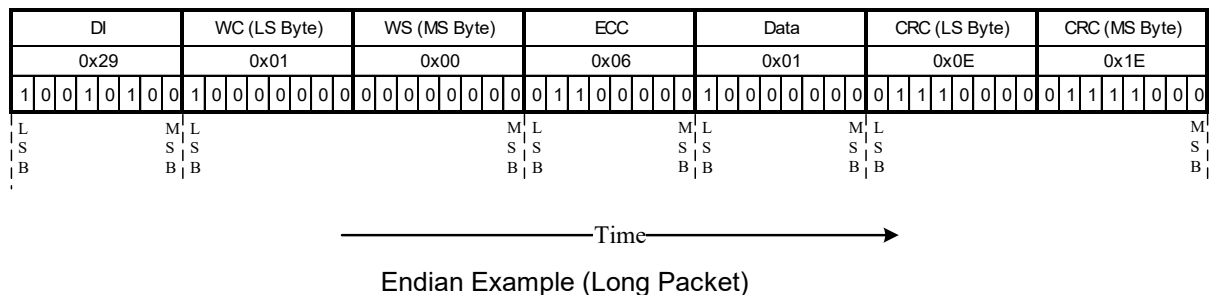 DI WC (LS Byte) WS (MS Byte) ECC Data CRC (LS Byte) CRC (MS Byte)
0x29 0x01 0x00 0x06 0x01 0x0E 0x1E
1 0 0 1 0 1 0 0 1 0 0 0 0 0 0 0 0 0 0 0 0 0 0 0 0 1 1 0 0 0 0 0 1 0 0 0 0 0 0 0 0 1 1 1 0 0 0 0 0 1 1 1 1 0 0 0
L M L M L M L M L M
S S S S S S S S S S
B B B B B B B B B B
Time
Endian Example (Long Packet)